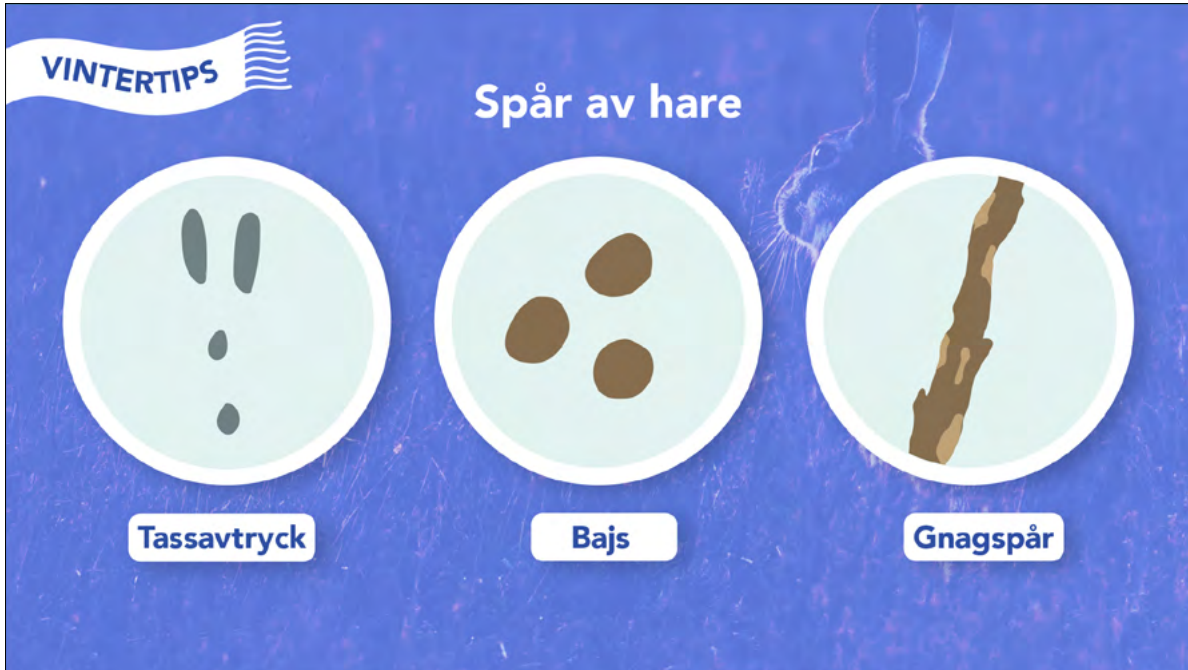 VINTERTIPS
Spår av hare
Tassavtryck
Bajs
Gnagspår